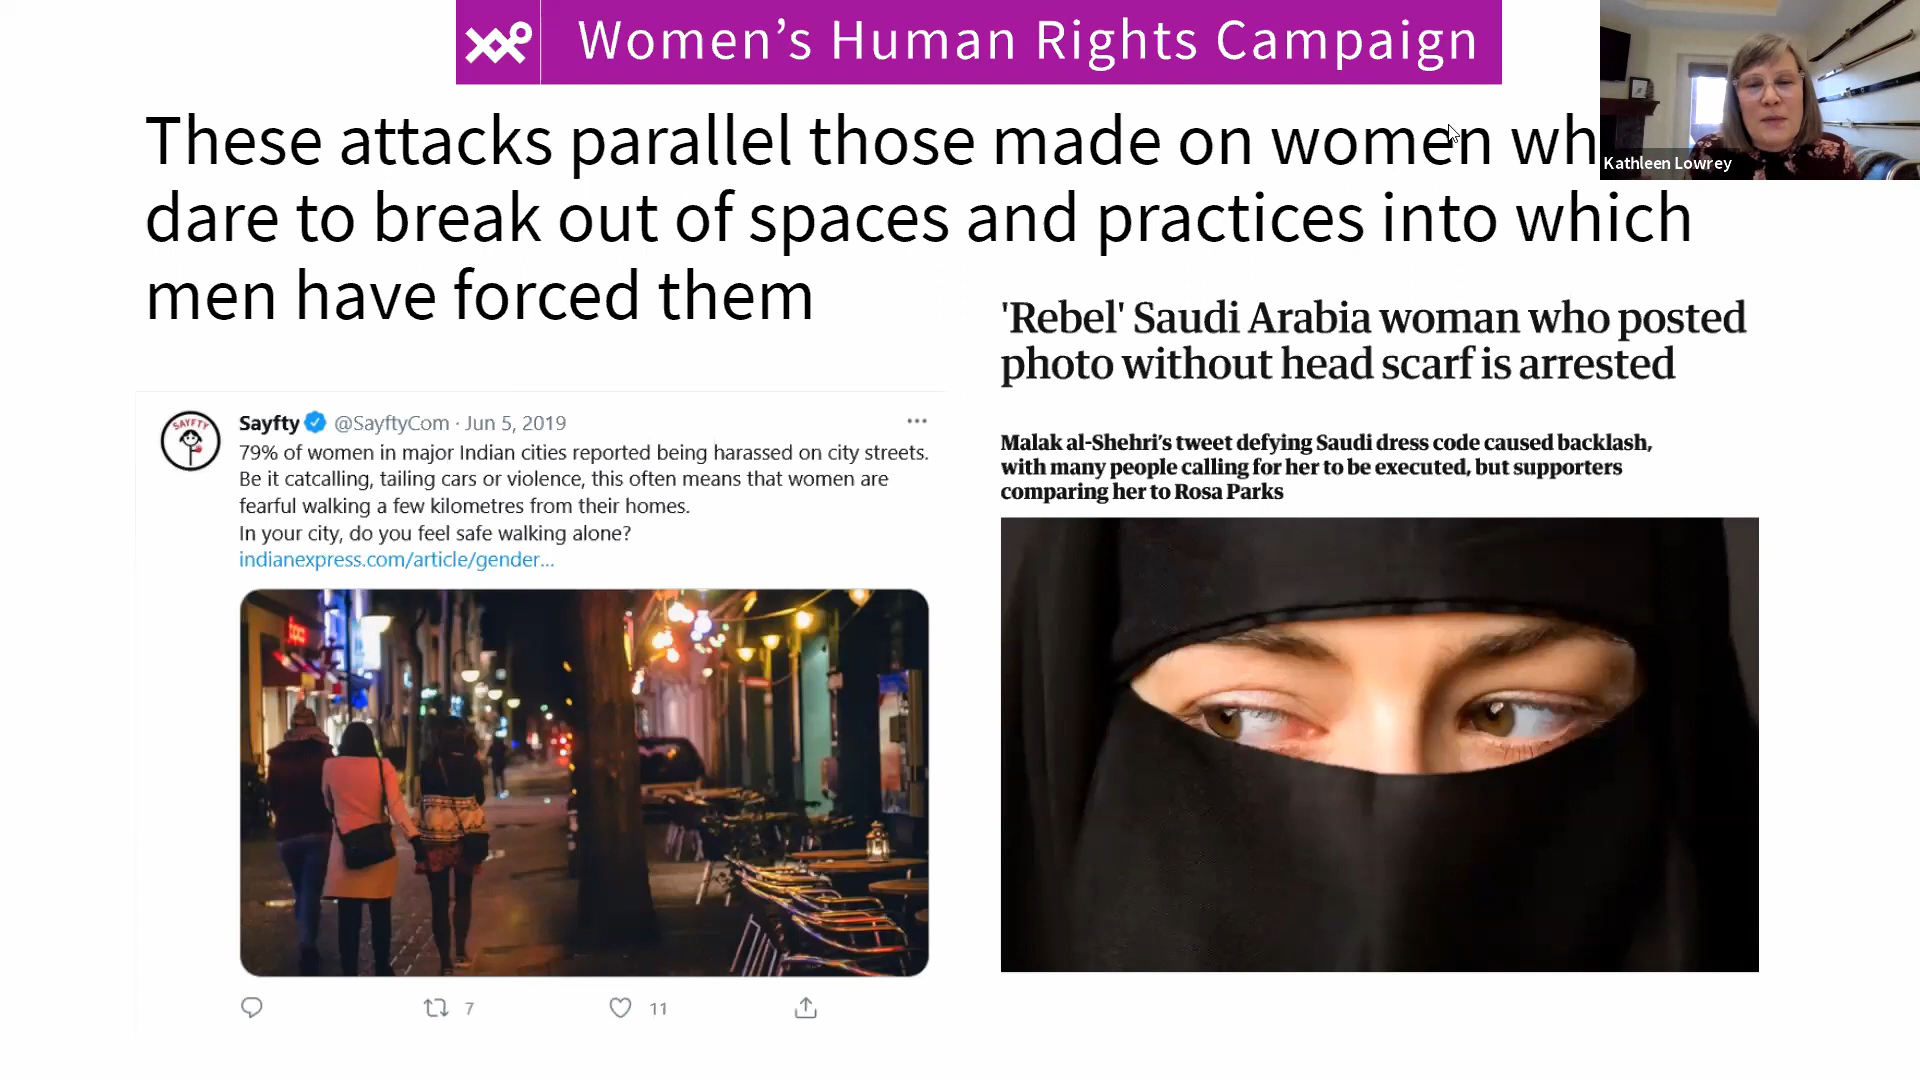 Women's Human Rights Campaign
Kathleen Lowrey
These attacks parallel those made on women wh
dare to break out of spaces and practices into which
men have forced them
Sayfty @SayftyCom · Jun 5, 2019
79% of women in major Indian cities reported being harassed on city streets.
Be it catcalling, tailing cars or violence, this often means that women are
fearful walking a few kilometres from their homes.
In your city, do you feel safe walking alone?
indianexpress.com/article/gender...
7
11
SAYFTY
'Rebel' Saudi Arabia woman who posted
photo without head scarf is arrested
Malak al-Shehri's tweet defying Saudi dress code caused backlash,
with many people calling for her to be executed, but supporters
comparing her to Rosa Parks